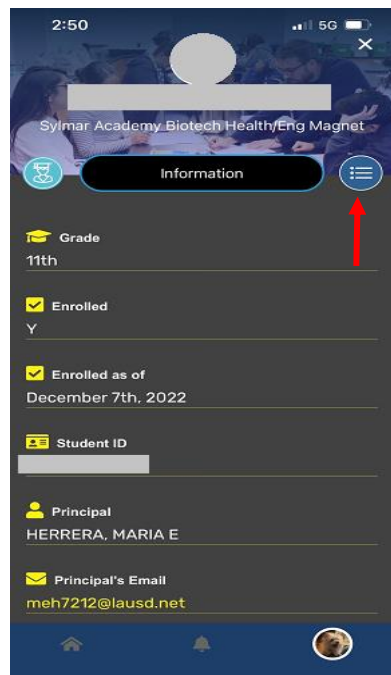 2:50
5G
Sylmar Academy Biotech Health/Eng Magnet
Information
Grade
11th
Enrolled
Y
Enrolled as of
December 7th, 2022
Student ID
Principal
HERRERA, MARIA E
Principal's Email
meh7212@lausd.net